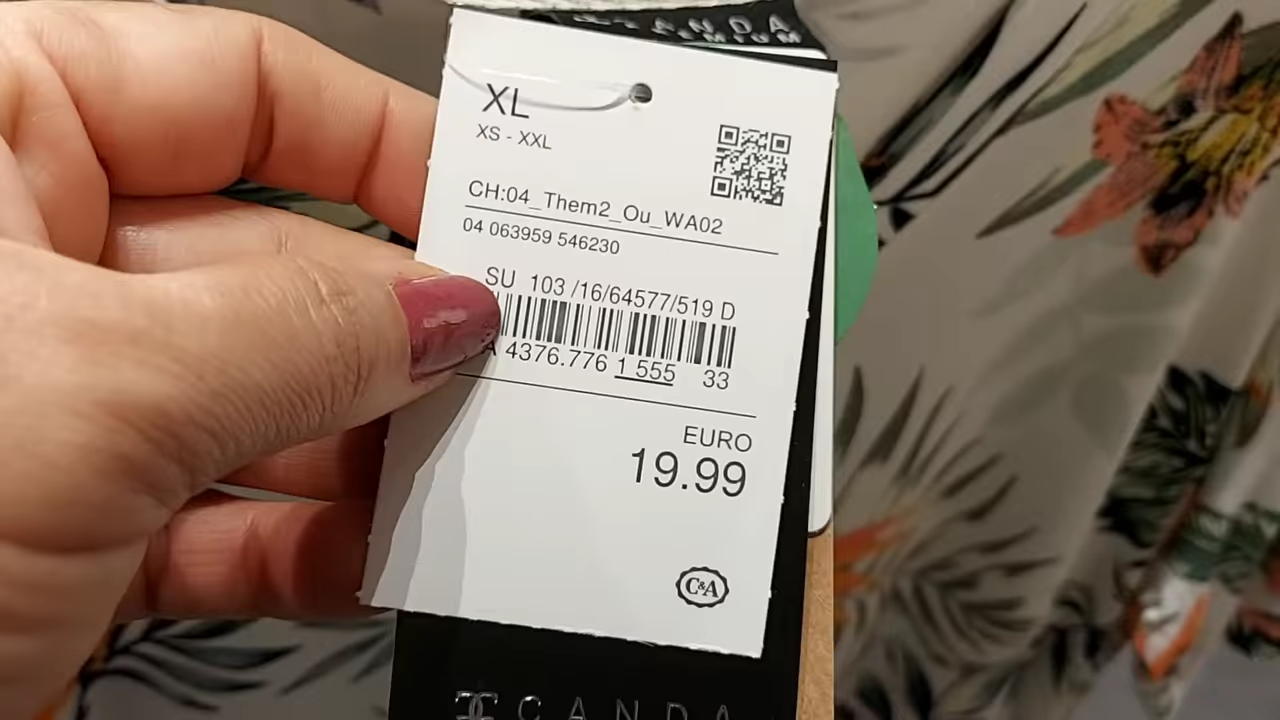 CANDA
PREMIUM
XL
XS - XXL
CH:04_Them2_Ou_WA02
04 063959 546230
SU 103 /16/64577/519 D
A 4376.776 1 555 33
EURO
19.99
C&A
CANDA